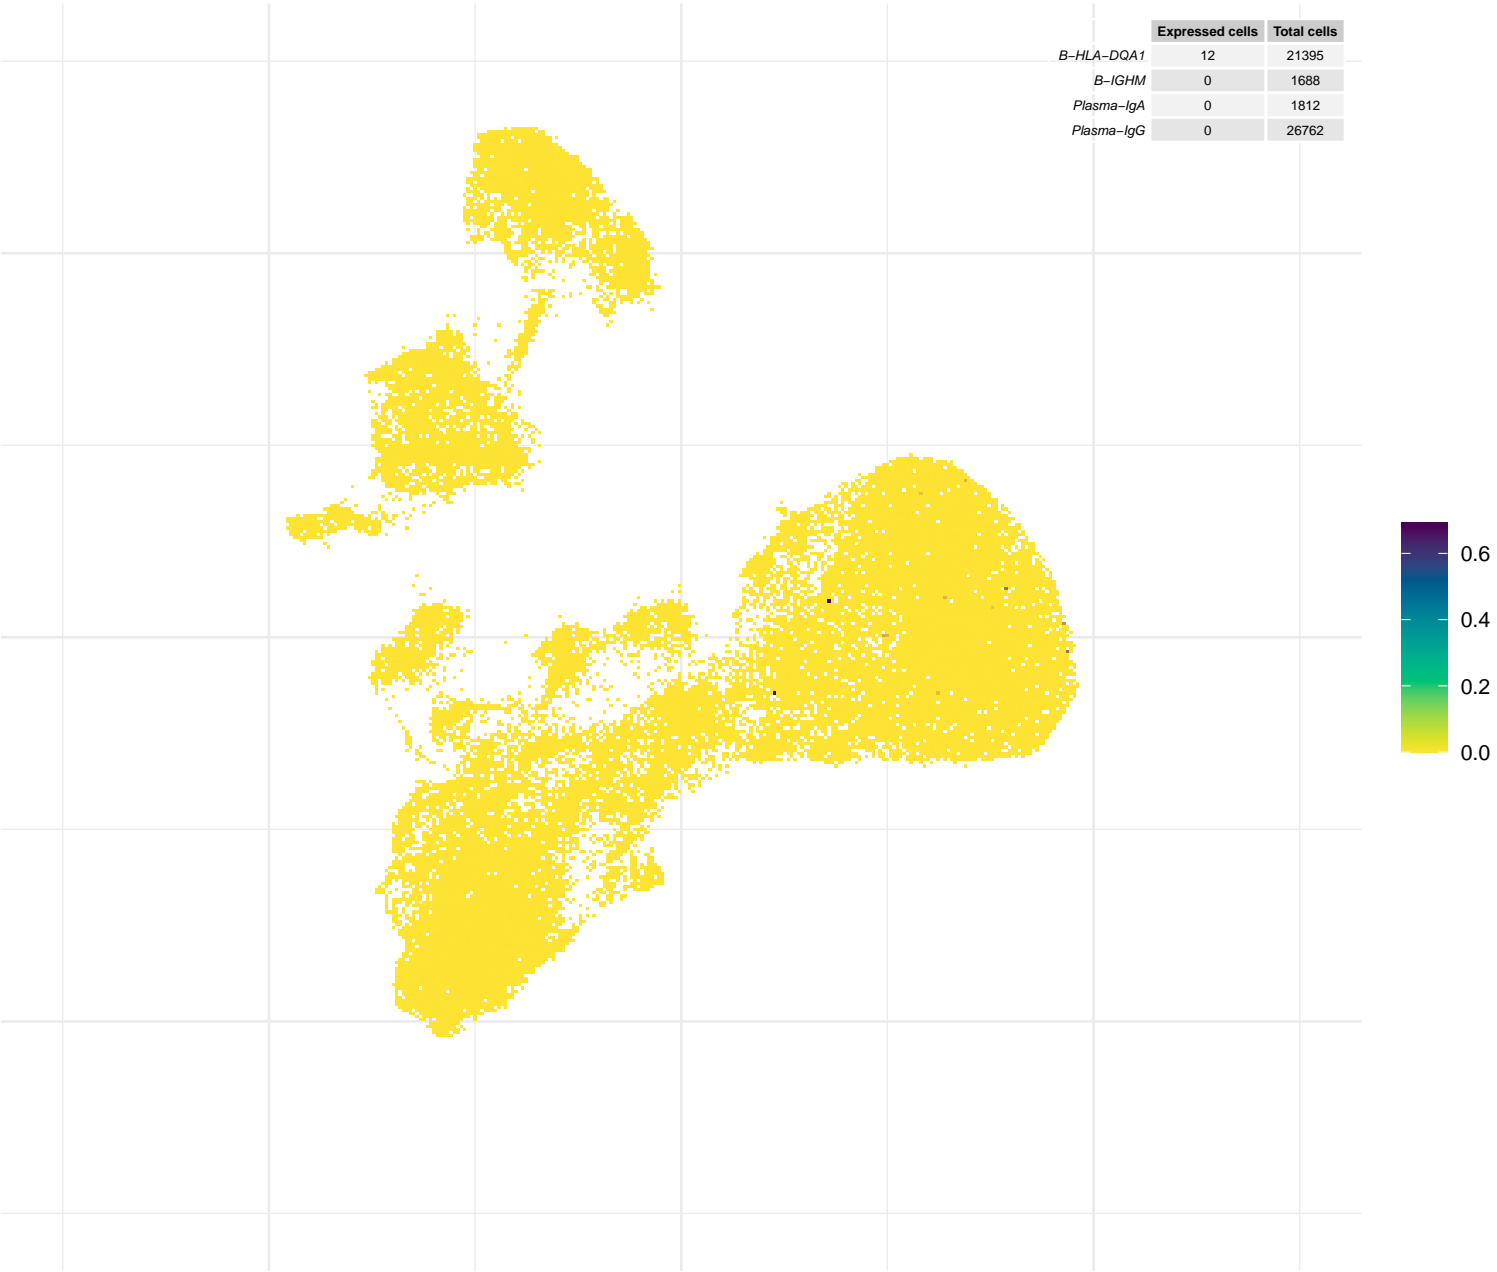 Expressed cells Total cells
B−HLA−DQA1 12 21395
B−IGHM 0 1688
Plasma−IgA 0 1812
Plasma−IgG 0 26762
0.6
0.4
0.2
0.0